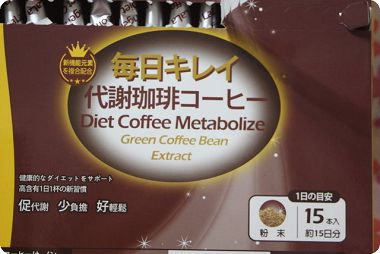 新機能元素
を複合配合
毎日キレイ
代謝珈琲コーヒー
Diet Coffee Metabolize
Green Coffee Bean
Extract
健康的なダイエットをサポート
高含有1日1杯の新習慣
促代謝 少負擔 好輕鬆
1日の目安
粉末
15本入
約15日分